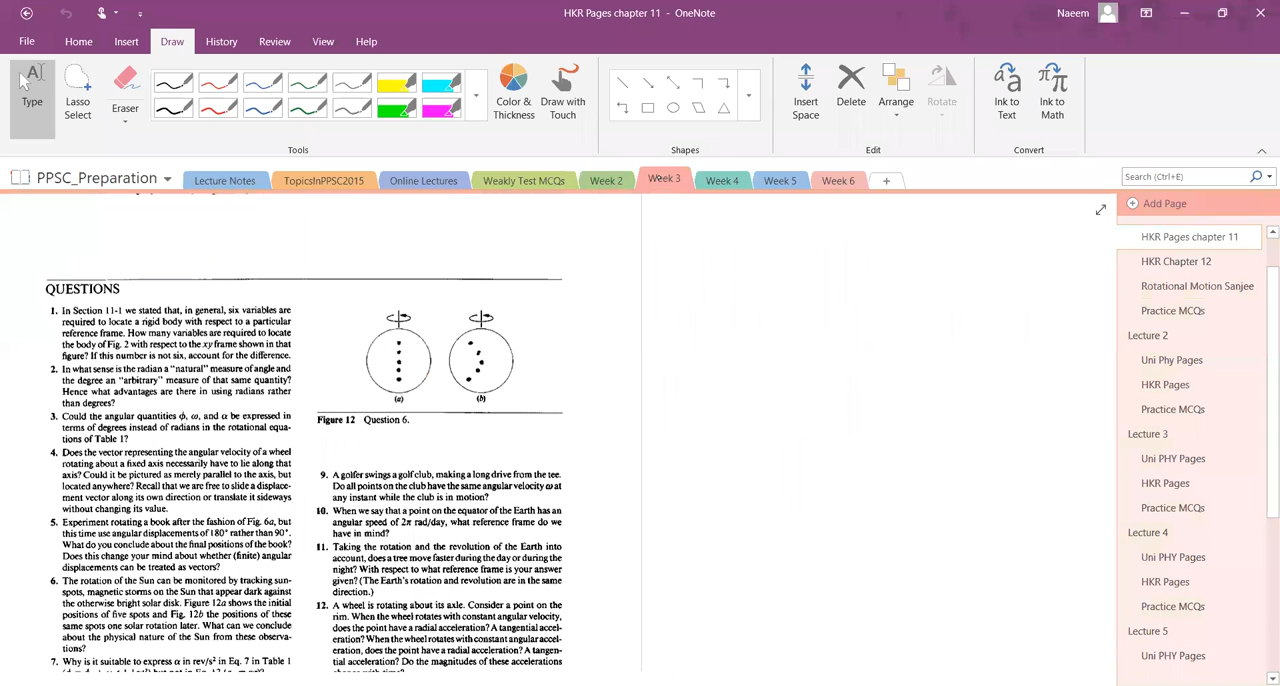 HKR Pages chapter 11 - OneNote
Naeem
File
Home
Insert
Draw
History
Review
View
Help
Type
Lasso
Select
Eraser
Color &
Thickness
Draw with
Touch
Insert
Space
Delete
Arrange
Rotate
Ink to
Text
Ink to
Math
Tools
Shapes
Edit
Convert
PPSC_Preparation
Lecture Notes
TopicsInPPSC2015
Online Lectures
Weakly Test MCQs
Week 2
Week 3
Week 4
Week 5
Week 6
Search (Ctrl+E)
Add Page
HKR Pages chapter 11
HKR Chapter 12
Rotational Motion Sanjee
Practice MCQs
Lecture 2
Uni Phy Pages
HKR Pages
Practice MCQs
Lecture 3
Uni PHY Pages
HKR Pages
Practice MCQs
Lecture 4
Uni PHY Pages
HKR Pages
Practice MCQs
Lecture 5
Uni PHY Pages
QUESTIONS
1. In Section 11-1 we stated that, in general, six variables are
required to locate a rigid body with respect to a particular
reference frame. How many variables are required to locate
the body of Fig. 2 with respect to the xy frame shown in that
figure? If this number is not six, account for the difference.
2. In what sense is the radian a "natural" measure of angle and
the degree an "arbitrary" measure of that same quantity?
Hence what advantages are there in using radians rather
than degrees?
3. Could the angular quantities ϕ, ω, and α be expressed in
terms of degrees instead of radians in the rotational equa-
tions of Table 1?
4. Does the vector representing the angular velocity of a wheel
rotating about a fixed axis necessarily have to lie along that
axis? Could it be pictured as merely parallel to the axis, but
located anywhere? Recall that we are free to slide a displace-
ment vector along its own direction or translate it sideways
without changing its value.
5. Experiment rotating a book after the fashion of Fig. 6a, but
this time use angular displacements of 180° rather than 90°.
What do you conclude about the final positions of the book?
Does this change your mind about whether (finite) angular
displacements can be treated as vectors?
6. The rotation of the Sun can be monitored by tracking sun-
spots, magnetic storms on the Sun that appear dark against
the otherwise bright solar disk. Figure 12a shows the initial
positions of five spots and Fig. 12b the positions of these
same spots one solar rotation later. What can we conclude
about the physical nature of the Sun from these observa-
tions?
7. Why is it suitable to express α in rev/s² in Eq. 7 in Table 1
(a)
(b)
Figure 12 Question 6.
9. A golfer swings a golf club, making a long drive from the tee.
Do all points on the club have the same angular velocity ω at
any instant while the club is in motion?
10. When we say that a point on the equator of the Earth has an
angular speed of 2π rad/day, what reference frame do we
have in mind?
11. Taking the rotation and the revolution of the Earth into
account, does a tree move faster during the day or during the
night? With respect to what reference frame is your answer
given? (The Earth's rotation and revolution are in the same
direction.)
12. A wheel is rotating about its axle. Consider a point on the
rim. When the wheel rotates with constant angular velocity,
does the point have a radial acceleration? A tangential accel-
eration? When the wheel rotates with constant angular accel-
eration, does the point have a radial acceleration? A tangen-
tial acceleration? Do the magnitudes of these accelerations